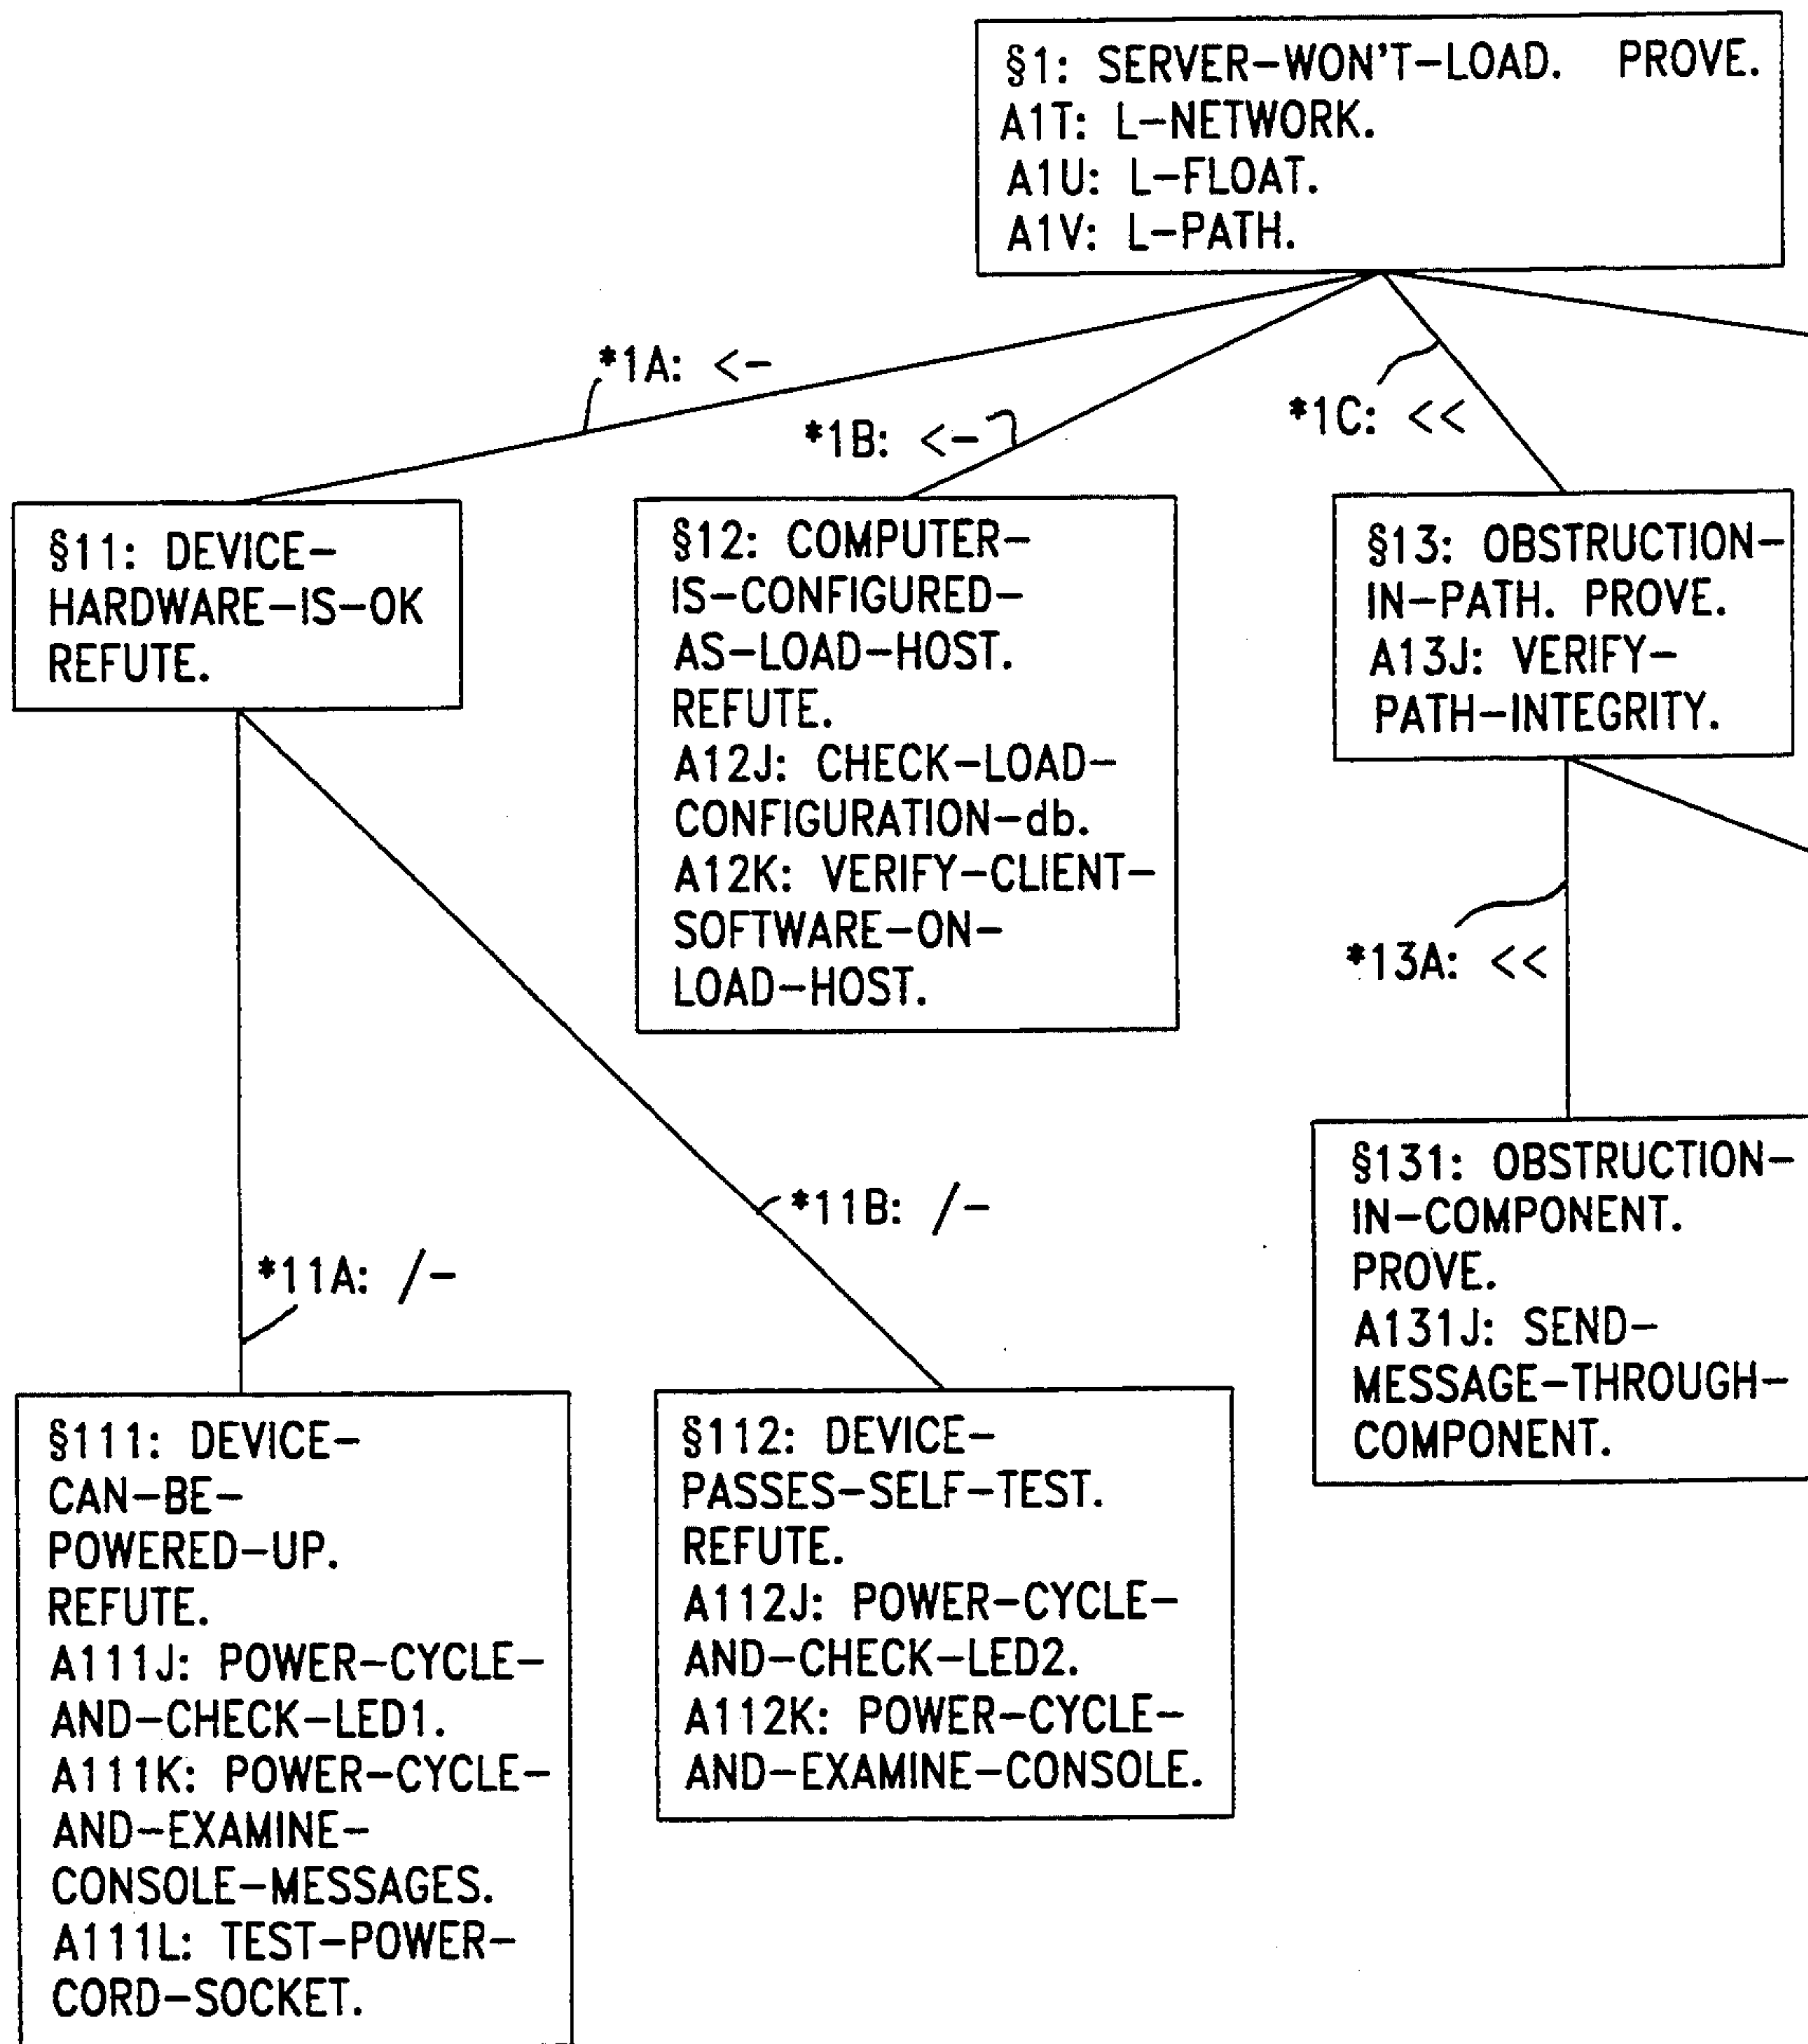 §1: SERVER-WON'T-LOAD. PROVE.
A1T: L-NETWORK.
A1U: L-FLOAT.
A1V: L-PATH.
*1A: <-
*1B: <-
*1C: <<
§11: DEVICE-
HARDWARE-IS-OK
REFUTE.
§12: COMPUTER-
IS-CONFIGURED-
AS-LOAD-HOST.
REFUTE.
A12J: CHECK-LOAD-
CONFIGURATION-db.
A12K: VERIFY-CLIENT-
SOFTWARE-ON-
LOAD-HOST.
§13: OBSTRUCTION-
IN-PATH. PROVE.
A13J: VERIFY-
PATH-INTEGRITY.
*13A: <<
*11B: /-
*11A: /-
§131: OBSTRUCTION-
IN-COMPONENT.
PROVE.
A131J: SEND-
MESSAGE-THROUGH-
COMPONENT.
§111: DEVICE-
CAN-BE-
POWERED-UP.
REFUTE.
A111J: POWER-CYCLE-
AND-CHECK-LED1.
A111K: POWER-CYCLE-
AND-EXAMINE-
CONSOLE-MESSAGES.
A111L: TEST-POWER-
CORD-SOCKET.
§112: DEVICE-
PASSES-SELF-TEST.
REFUTE.
A112J: POWER-CYCLE-
AND-CHECK-LED2.
A112K: POWER-CYCLE-
AND-EXAMINE-CONSOLE.